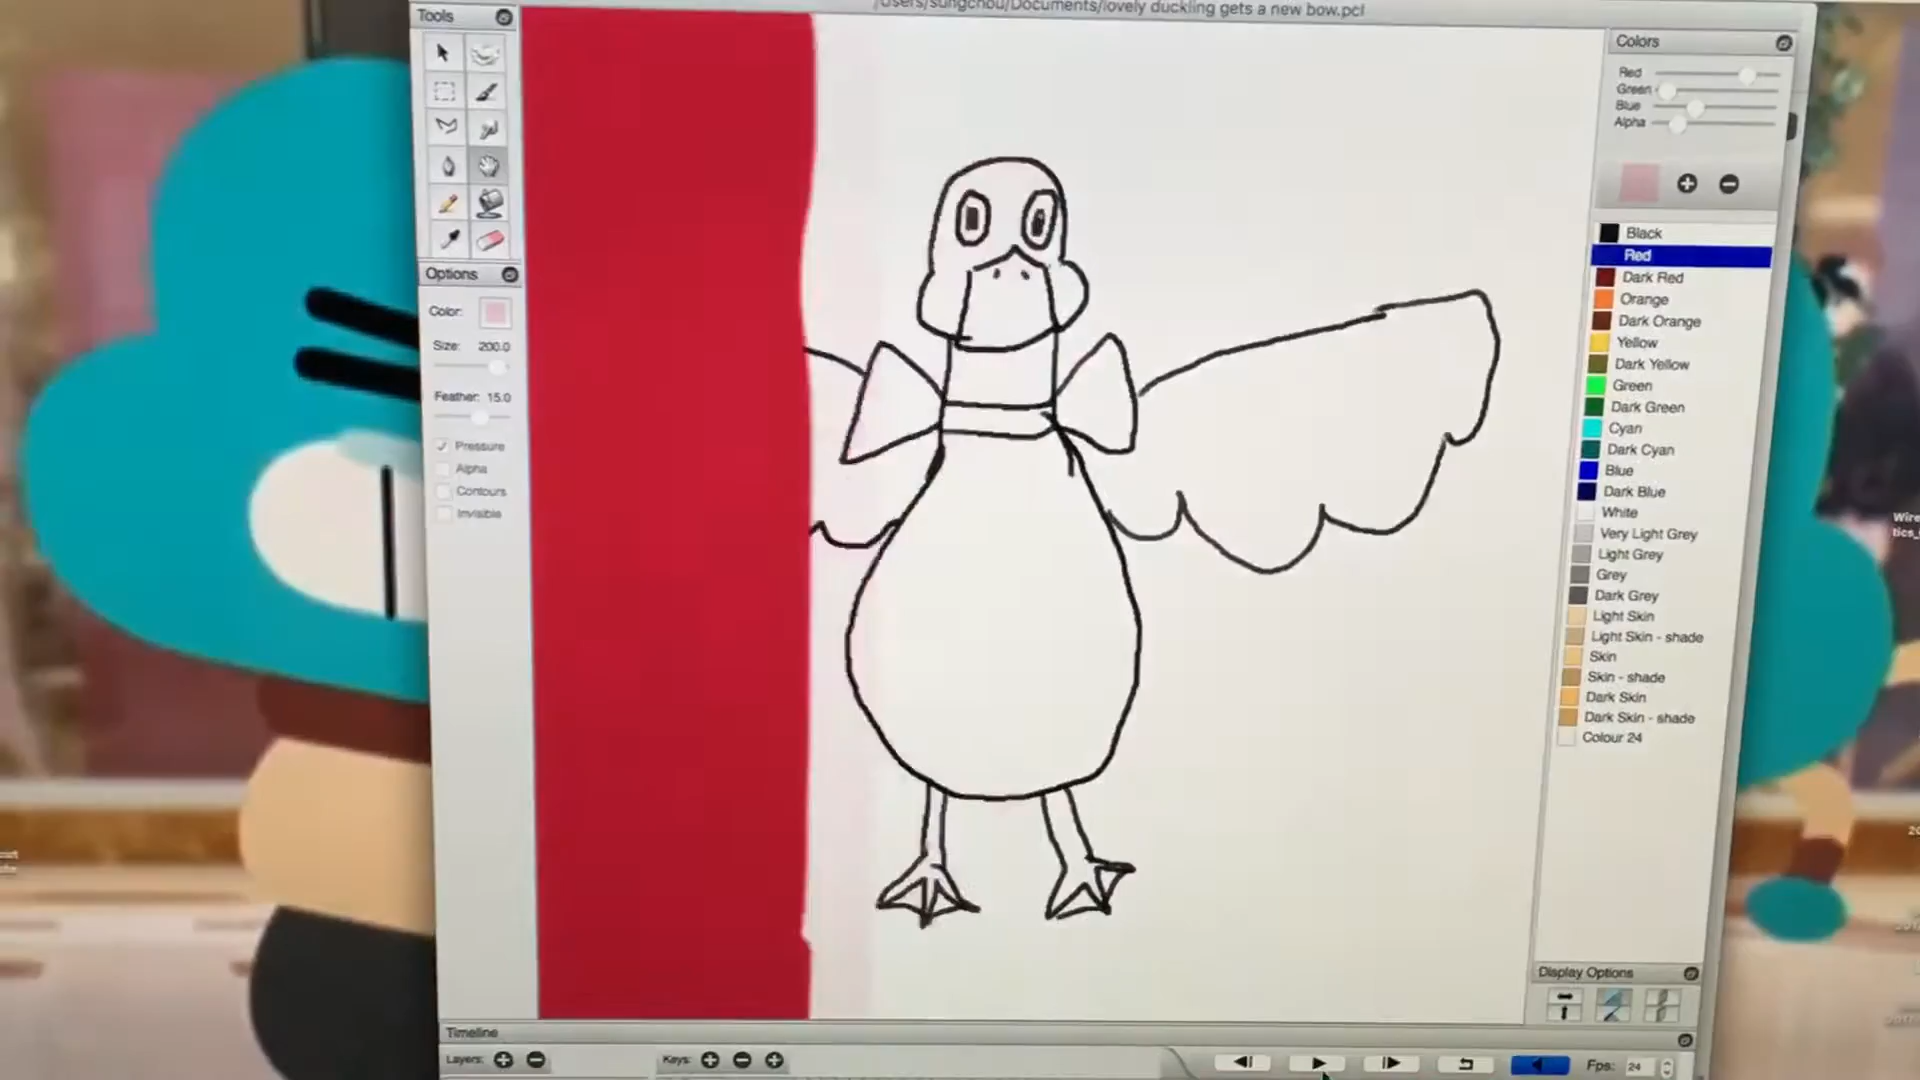 /Users/sungchou/Documents/lovely duckling gets a new bow.pcl
Tools
Options
Color:
Size: 200.0
Feather: 15.0
Pressure
Alpha
Contours
Invisible
Colors
Red
Green
Blue
Alpha
Black
Red
Dark Red
Orange
Dark Orange
Yellow
Dark Yellow
Green
Dark Green
Cyan
Dark Cyan
Blue
Dark Blue
White
Very Light Grey
Light Grey
Grey
Dark Grey
Light Skin
Light Skin - shade
Skin
Skin - shade
Dark Skin
Dark Skin - shade
Colour 24
Display Options
Timeline
Layers:
Keys:
Fps: 24
Wire